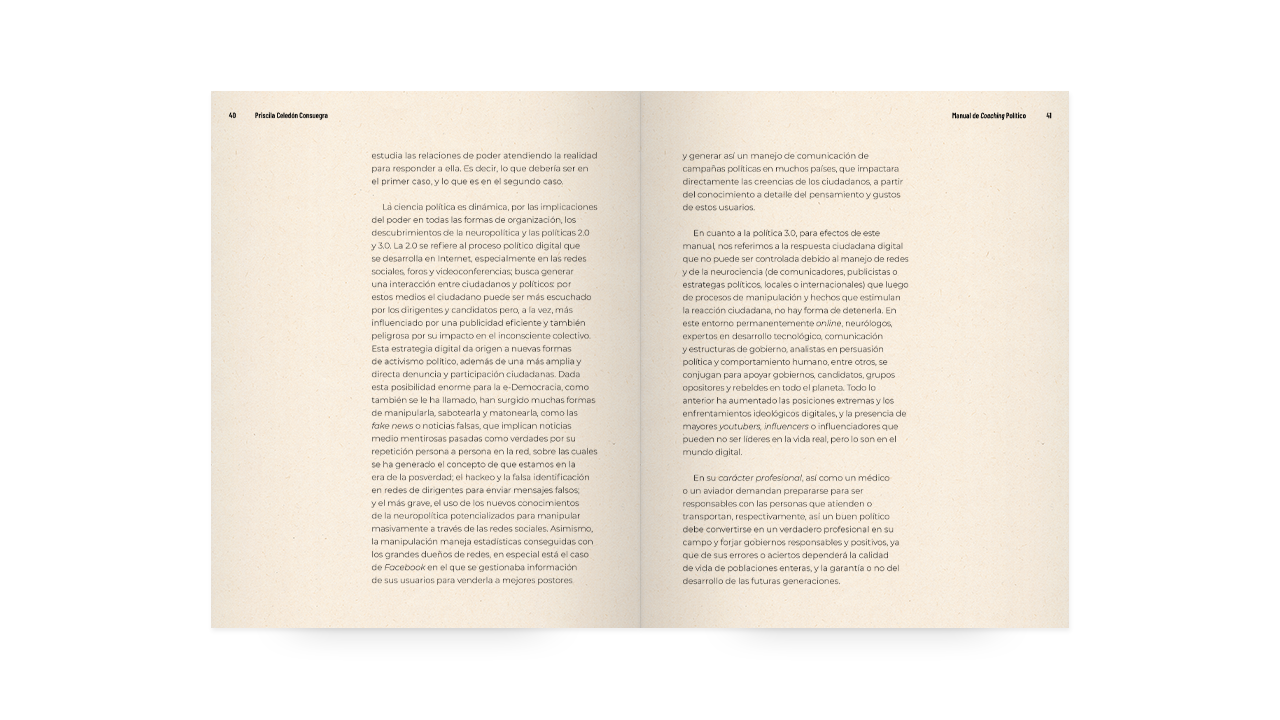 40 Priscila Celedón Consuegra
estudia las relaciones de poder atendiendo la realidad
para responder a ella. Es decir, lo que debería ser en
el primer caso, y lo que es en el segundo caso.
La ciencia política es dinámica, por las implicaciones
del poder en todas las formas de organización, los
descubrimientos de la neuropolítica y las políticas 2.0
y 3.0. La 2.0 se refiere al proceso político digital que
se desarrolla en Internet, especialmente en las redes
sociales, foros y videoconferencias; busca generar
una interacción entre ciudadanos y políticos: por
estos medios el ciudadano puede ser más escuchado
por los dirigentes y candidatos pero, a la vez, más
influenciado por una publicidad eficiente y también
peligrosa por su impacto en el inconsciente colectivo.
Esta estrategia digital da origen a nuevas formas
de activismo político, además de una más amplia y
directa denuncia y participación ciudadanas. Dada
esta posibilidad enorme para la e-Democracia, como
también se le ha llamado, han surgido muchas formas
de manipularla, sabotearla y matonearla, como las
fake news o noticias falsas, que implican noticias
medio mentirosas pasadas como verdades por su
repetición persona a persona en la red, sobre las cuales
se ha generado el concepto de que estamos en la
era de la posverdad; el hackeo y la falsa identificación
en redes de dirigentes para enviar mensajes falsos;
y el más grave, el uso de los nuevos conocimientos
de la neuropolítica potencializados para manipular
masivamente a través de las redes sociales. Asimismo,
la manipulación maneja estadísticas conseguidas con
los grandes dueños de redes, en especial está el caso
de Facebook en el que se gestionaba información
de sus usuarios para venderla a mejores postores
Manual de Coaching Político 41
y generar así un manejo de comunicación de
campañas políticas en muchos países, que impactara
directamente las creencias de los ciudadanos, a partir
del conocimiento a detalle del pensamiento y gustos
de estos usuarios.
En cuanto a la política 3.0, para efectos de este
manual, nos referimos a la respuesta ciudadana digital
que no puede ser controlada debido al manejo de redes
y de la neurociencia (de comunicadores, publicistas o
estrategas políticos, locales o internacionales) que luego
de procesos de manipulación y hechos que estimulan
la reacción ciudadana, no hay forma de detenerla. En
este entorno permanentemente online, neurólogos,
expertos en desarrollo tecnológico, comunicación
y estructuras de gobierno, analistas en persuasión
política y comportamiento humano, entre otros, se
conjugan para apoyar gobiernos, candidatos, grupos
opositores y rebeldes en todo el planeta. Todo lo
anterior ha aumentado las posiciones extremas y los
enfrentamientos ideológicos digitales, y la presencia de
mayores youtubers, influencers o influenciadores que
pueden no ser líderes en la vida real, pero lo son en el
mundo digital.
En su carácter profesional, así como un médico
o un aviador demandan prepararse para ser
responsables con las personas que atienden o
transportan, respectivamente, así un buen político
debe convertirse en un verdadero profesional en su
campo y forjar gobiernos responsables y positivos, ya
que de sus errores o aciertos dependerá la calidad
de vida de poblaciones enteras, y la garantía o no del
desarrollo de las futuras generaciones.